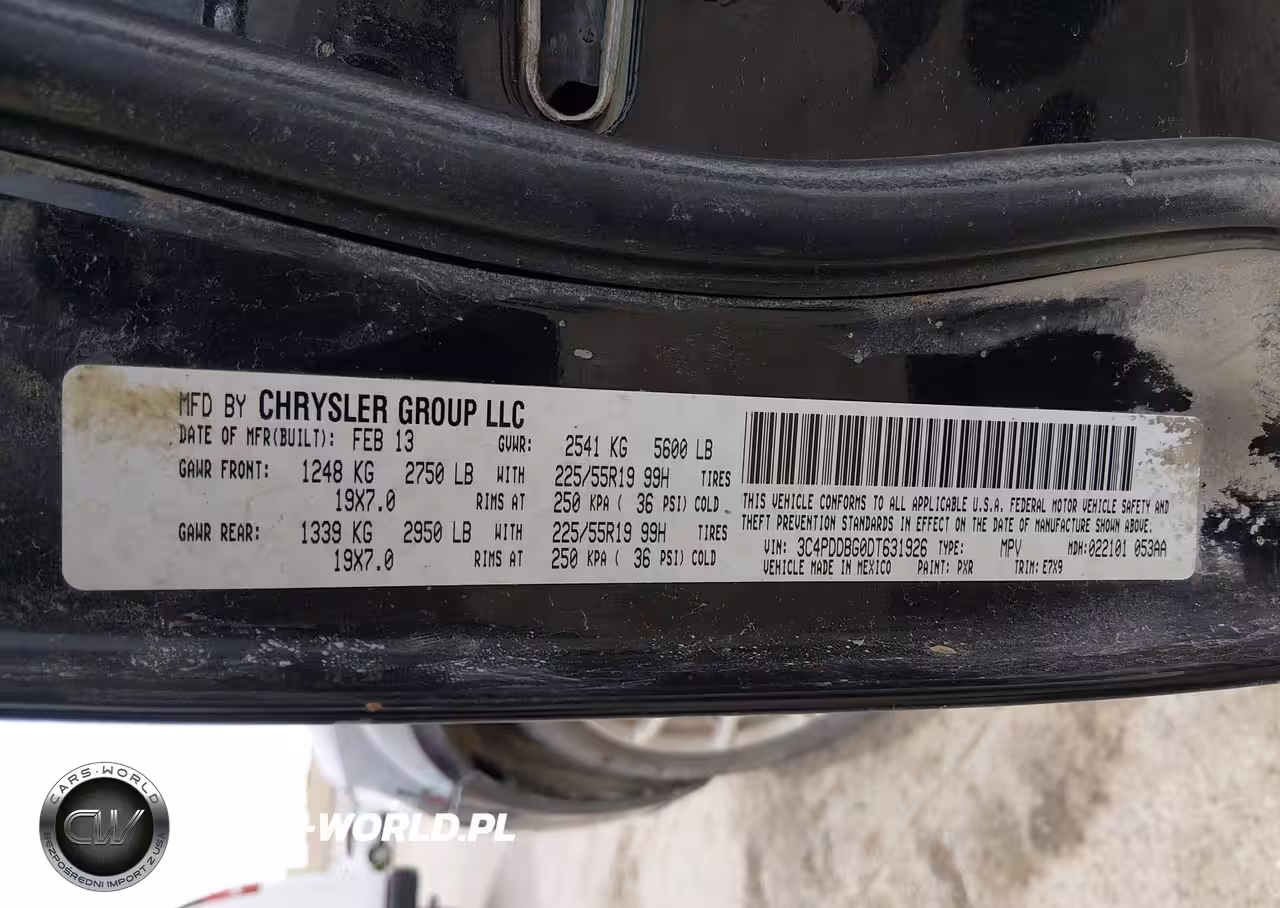 MFD BY CHRYSLER GROUP LLC
DATE OF MFR(BUILT): FEB 13 GVWR: 2541 KG 5600 LB
GAWR FRONT: 1248 KG 2750 LB WITH 225/55R19 99H TIRES
19X7.0 RIMS AT 250 KPA ( 36 PSI) COLD
GAWR REAR: 1339 KG 2950 LB WITH 225/55R19 99H TIRES
19X7.0 RIMS AT 250 KPA ( 36 PSI) COLD
THIS VEHICLE CONFORMS TO ALL APPLICABLE U.S.A. FEDERAL MOTOR VEHICLE SAFETY AND
THEFT PREVENTION STANDARDS IN EFFECT ON THE DATE OF MANUFACTURE SHOWN ABOVE.
VIN: 3C4PDDBG0DT631926 TYPE: MPV MDH:022101 053AA
VEHICLE MADE IN MEXICO PAINT: PXR TRIM: E7X9
CARS-WORLD
CW
BEZPOŚREDNI IMPORT Z USA
-WORLD.PL